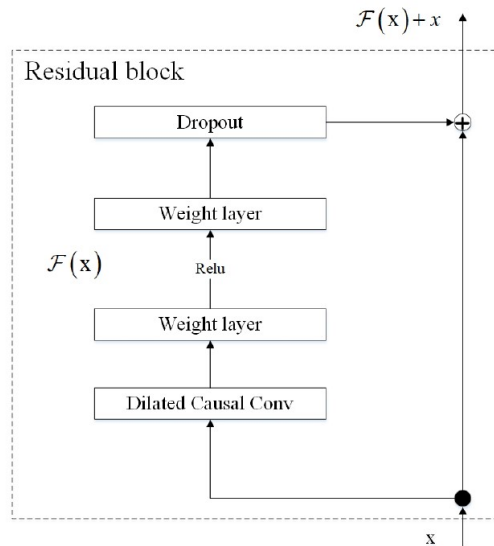 ℱ(x)+x
Residual block
Dropout
Weight layer
ℱ(x)
Relu
Weight layer
Dilated Causal Conv
x